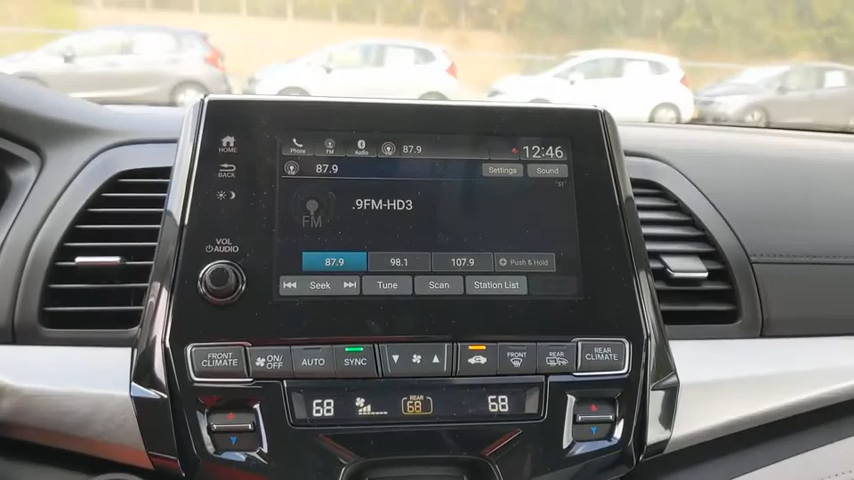 HOME
Phone
FM
Audio
FM 87.9
12:46
BACK
FM 87.9
Settings
Sound
FM
.9FM-HD3
VOL
AUDIO
87.9
98.1
107.9
Push & Hold
Seek
Tune
Scan
Station List
FRONT CLIMATE
ON/OFF
AUTO
SYNC
FRONT
REAR
REAR CLIMATE
68
REAR
68
68